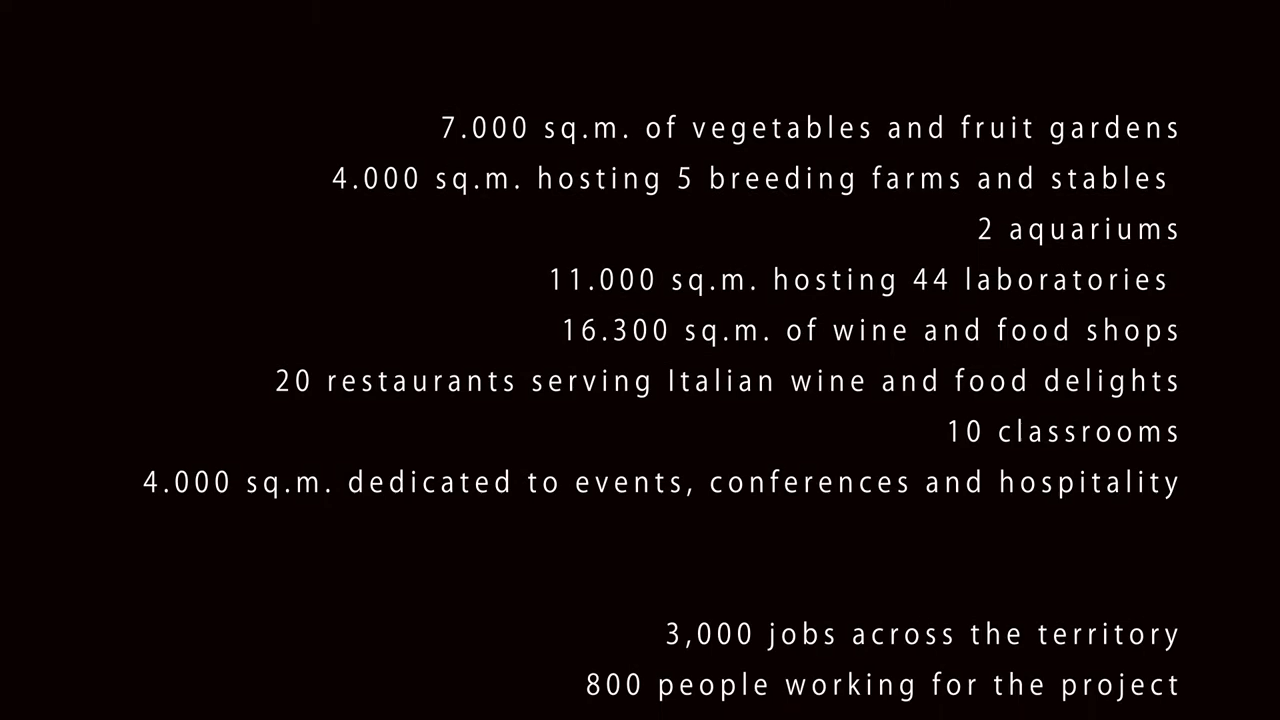 7.000 sq.m. of vegetables and fruit gardens
4.000 sq.m. hosting 5 breeding farms and stables
2 aquariums
11.000 sq.m. hosting 44 laboratories
16.300 sq.m. of wine and food shops
20 restaurants serving Italian wine and food delights
10 classrooms
4.000 sq.m. dedicated to events, conferences and hospitality
3,000 jobs across the territory
800 people working for the project